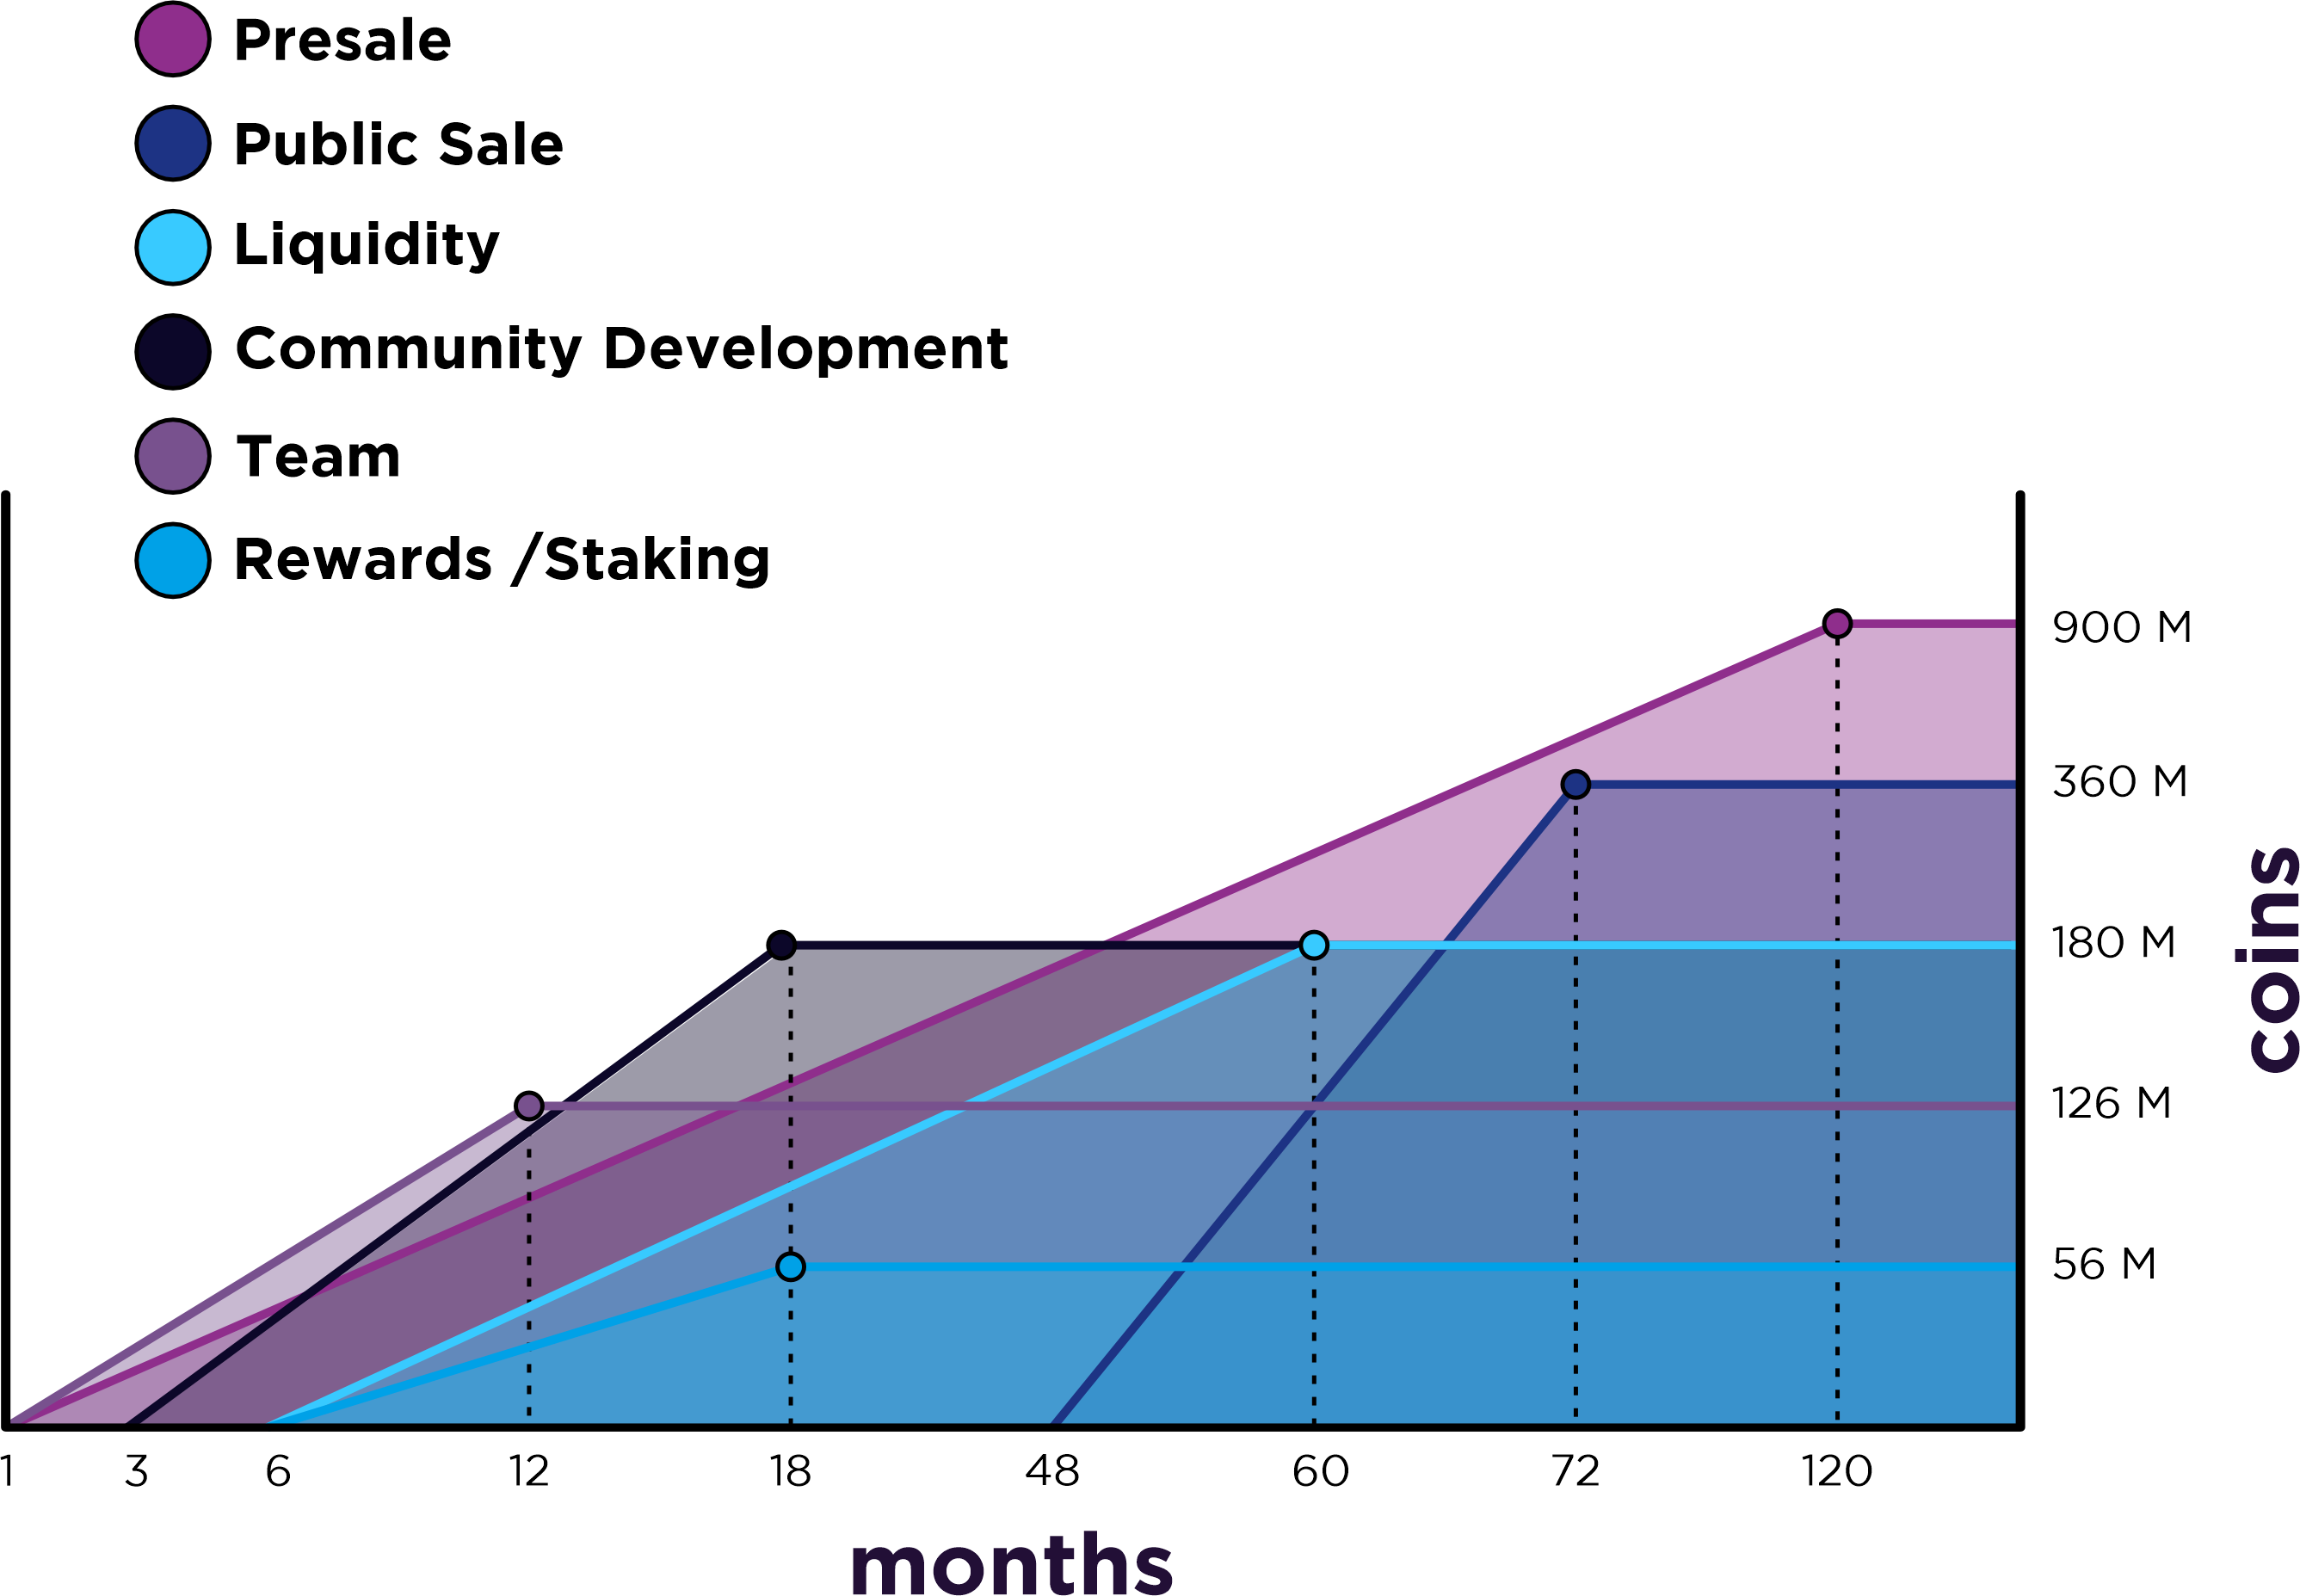 Presale
Public Sale
Liquidity
Community Development
Team
Rewards /Staking
900 M
360 M
180 M
126 M
56 M
coins
1 3 6 12 18 48 60 72 120
months